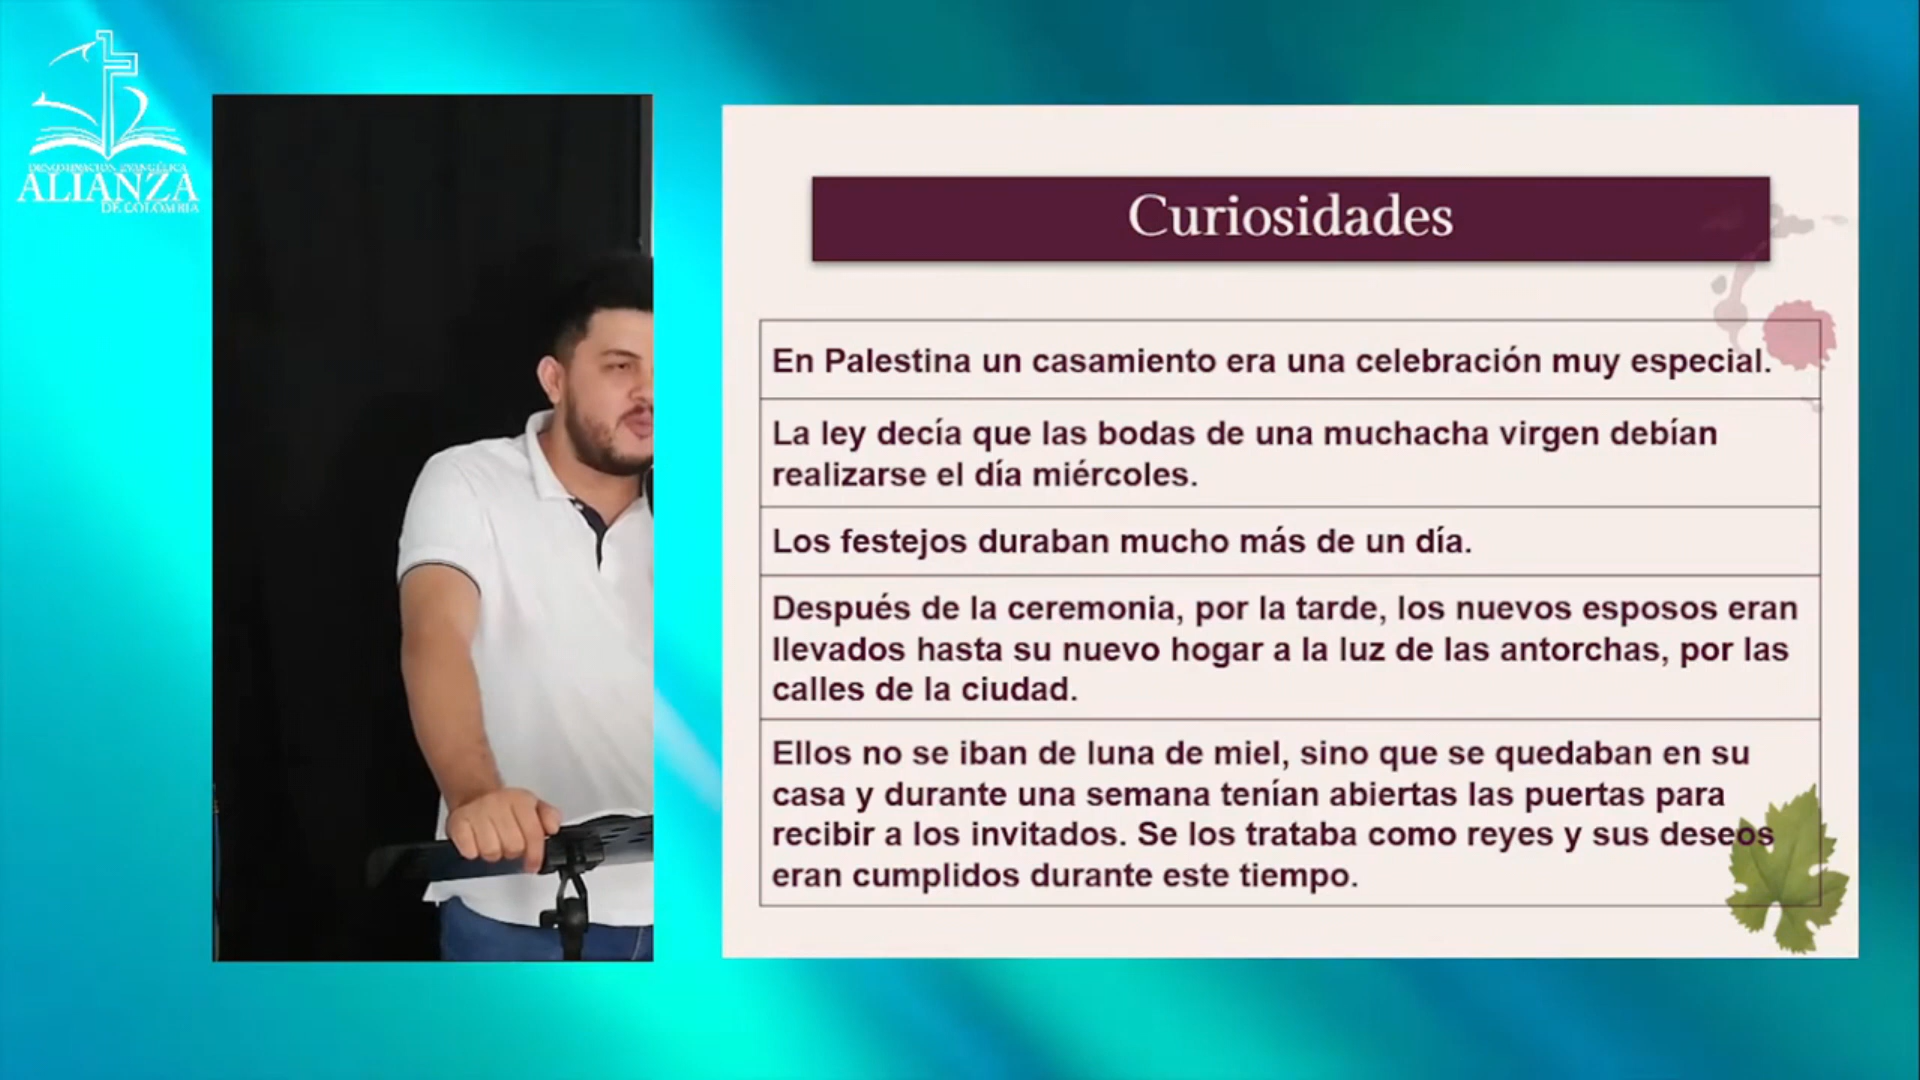 DENOMINACIÓN EVANGÉLICA
ALIANZA
DE COLOMBIA
Curiosidades
En Palestina un casamiento era una celebración muy especial.
La ley decía que las bodas de una muchacha virgen debían
realizarse el día miércoles.
Los festejos duraban mucho más de un día.
Después de la ceremonia, por la tarde, los nuevos esposos eran
llevados hasta su nuevo hogar a la luz de las antorchas, por las
calles de la ciudad.
Ellos no se iban de luna de miel, sino que se quedaban en su
casa y durante una semana tenían abiertas las puertas para
recibir a los invitados. Se los trataba como reyes y sus deseos
eran cumplidos durante este tiempo.